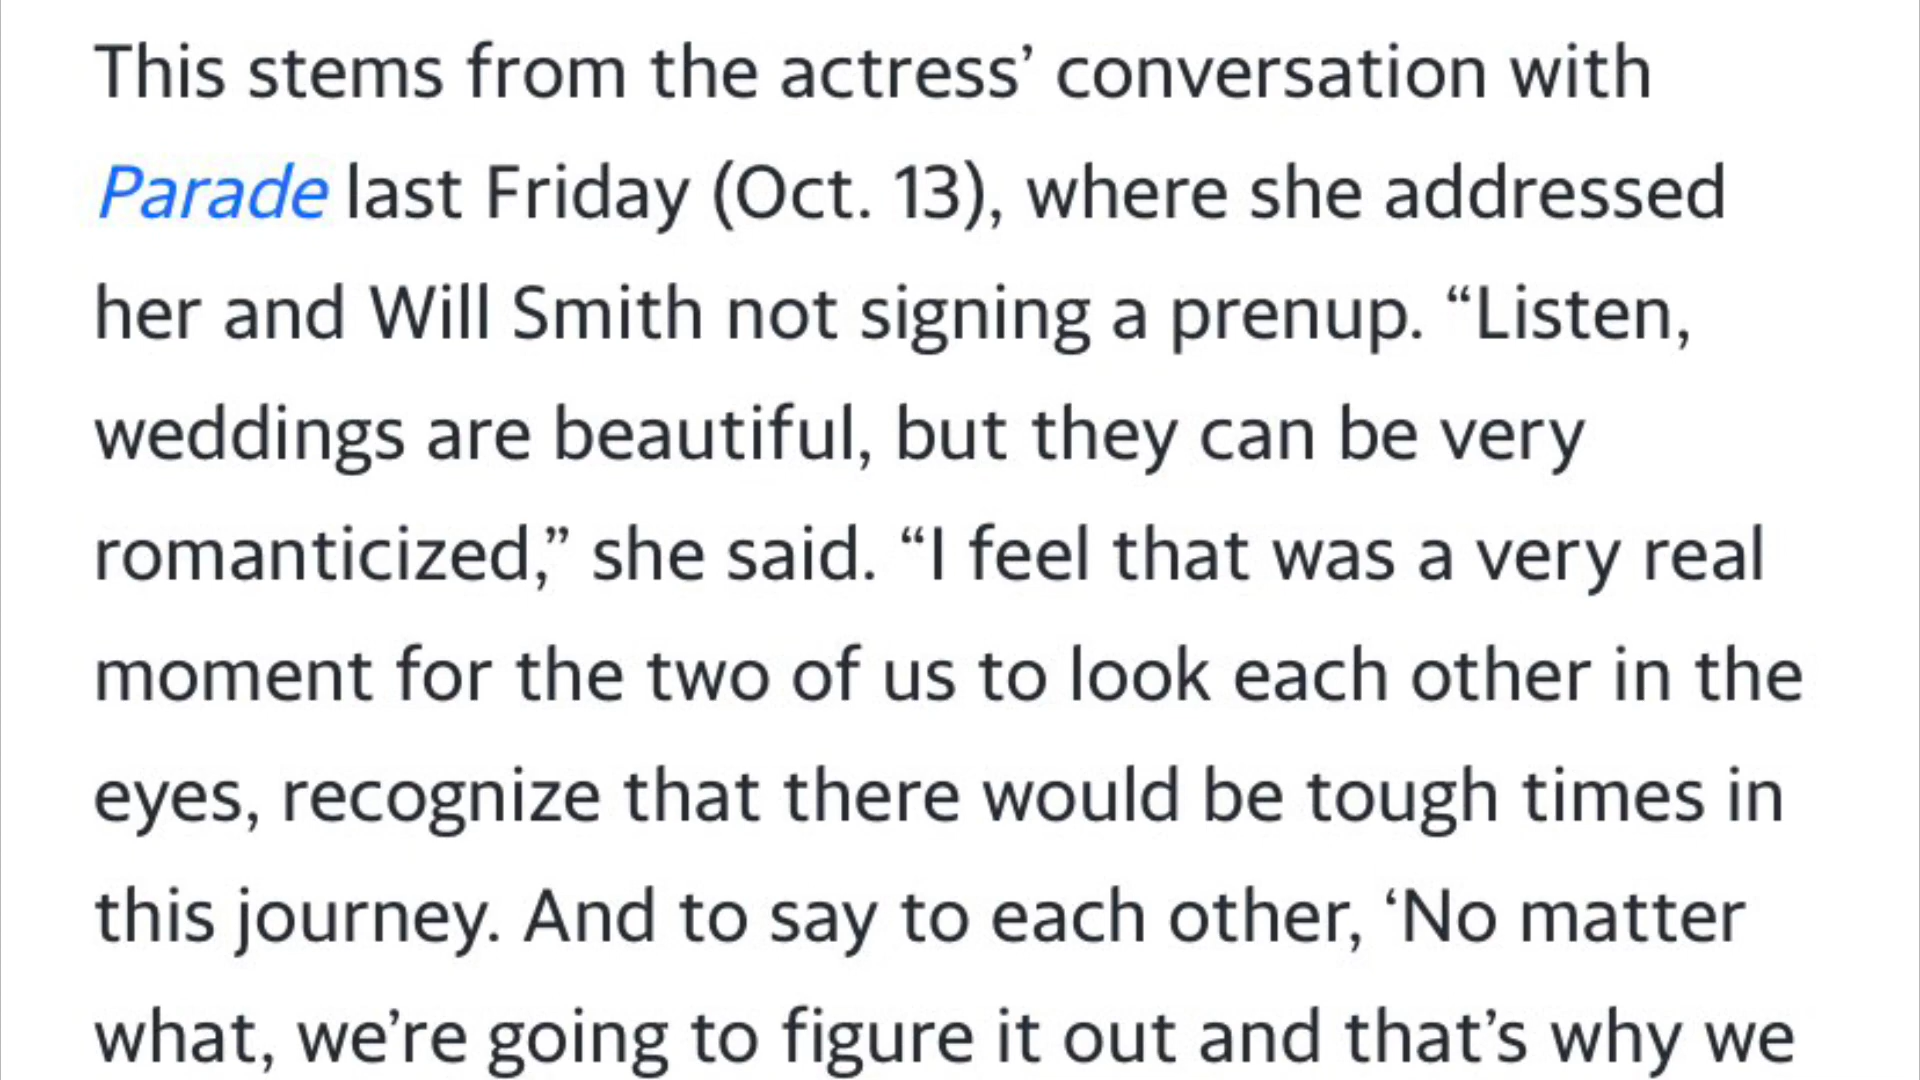 This stems from the actress’ conversation with
Parade last Friday (Oct. 13), where she addressed
her and Will Smith not signing a prenup. “Listen,
weddings are beautiful, but they can be very
romanticized,” she said. “I feel that was a very real
moment for the two of us to look each other in the
eyes, recognize that there would be tough times in
this journey. And to say to each other, ‘No matter
what, we’re going to figure it out and that’s why we